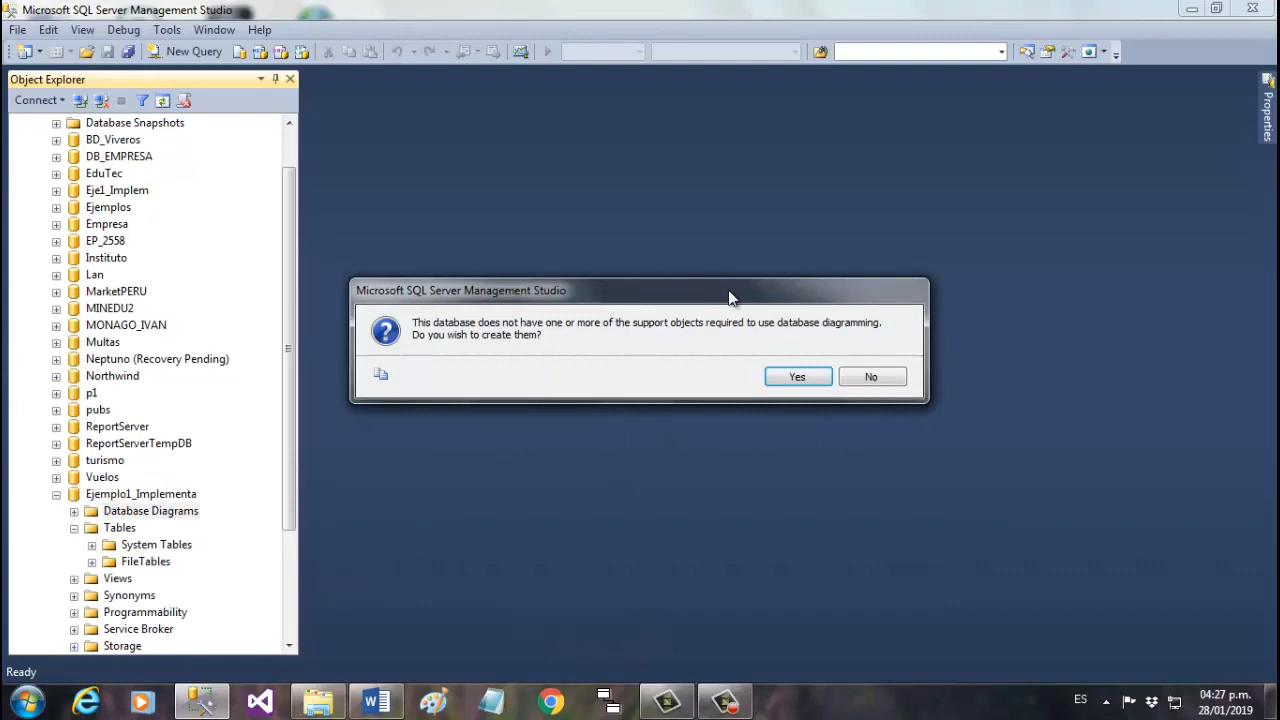 Microsoft SQL Server Management Studio
File Edit View Debug Tools Window Help
New Query
Object Explorer
Connect
Database Snapshots
BD_Viveros
DB_EMPRESA
EduTec
Eje1_Implem
Ejemplos
Empresa
EP_2558
Instituto
Lan
MarketPERU
MINEDU2
MONAGO_IVAN
Multas
Neptuno (Recovery Pending)
Northwind
p1
pubs
ReportServer
ReportServerTempDB
turismo
Vuelos
Ejemplo1_Implementa
Database Diagrams
Tables
System Tables
FileTables
Views
Synonyms
Programmability
Service Broker
Storage
Microsoft SQL Server Management Studio
This database does not have one or more of the support objects required to use database diagramming.
Do you wish to create them?
Yes No
Properties
Ready
ES
04:27 p.m.
28/01/2019